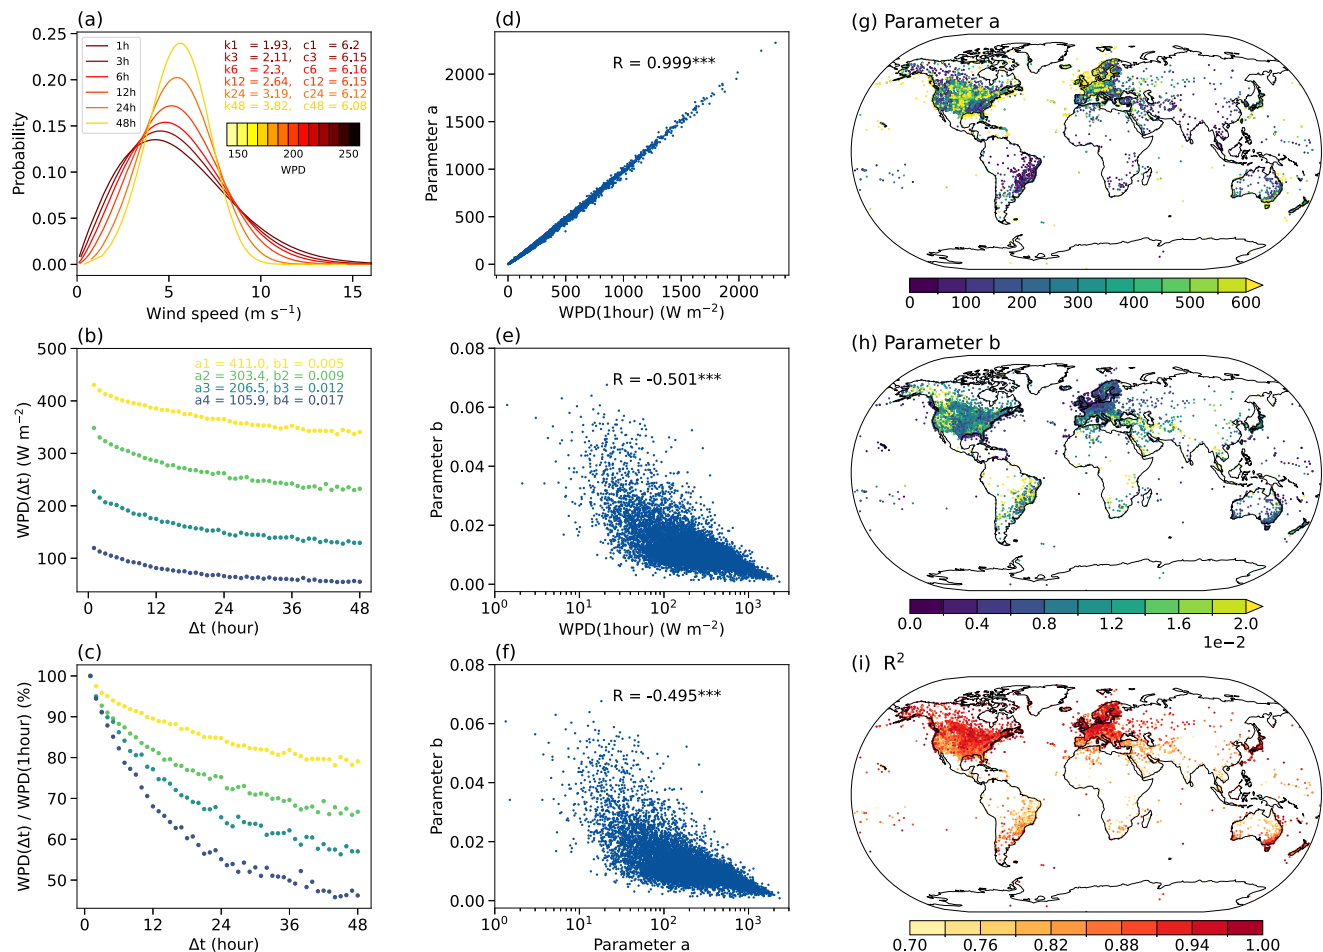 (a)
0.25
0.20
0.15
0.10
0.05
0.00
Probability
1h
3h
6h
12h
24h
48h
k1 = 1.93, c1 = 6.2
k3 = 2.11, c3 = 6.15
k6 = 2.3, c6 = 6.16
k12 = 2.64, c12 = 6.15
k24 = 3.19, c24 = 6.12
k48 = 3.82, c48 = 6.08
150 200 250
WPD
0 5 10 15
Wind speed (m s⁻¹)
(b)
500
400
300
200
100
WPD(Δt) (W m⁻²)
a1 = 411.0, b1 = 0.005
a2 = 303.4, b2 = 0.009
a3 = 206.5, b3 = 0.012
a4 = 105.9, b4 = 0.017
0 12 24 36 48
Δt (hour)
(c)
100
90
80
70
60
50
WPD(Δt) / WPD(1hour) (%)
0 12 24 36 48
Δt (hour)
(d)
2000
1500
1000
500
0
Parameter a
R = 0.999***
0 500 1000 1500 2000
WPD(1hour) (W m⁻²)
(e)
0.08
0.06
0.04
0.02
0.00
Parameter b
R = -0.501***
10⁰ 10¹ 10² 10³
WPD(1hour) (W m⁻²)
(f)
0.08
0.06
0.04
0.02
0.00
Parameter b
R = -0.495***
10⁰ 10¹ 10² 10³
Parameter a
(g) Parameter a
0 100 200 300 400 500 600
(h) Parameter b
0.0 0.4 0.8 1.2 1.6 2.0
1e-2
(i) R²
0.70 0.76 0.82 0.88 0.94 1.00